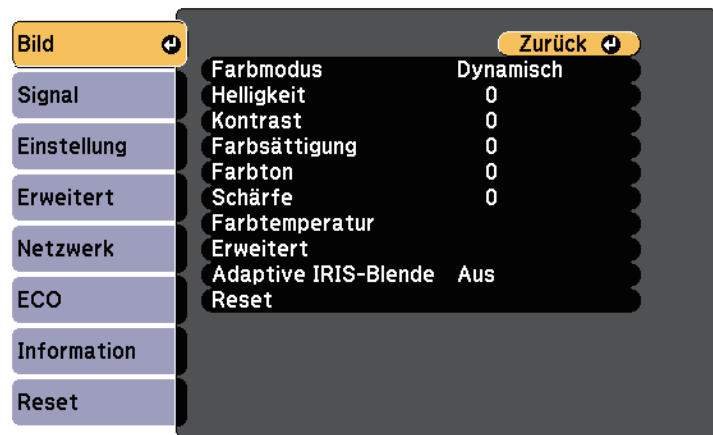 Bild
Signal
Einstellung
Erweitert
Netzwerk
ECO
Information
Reset
Zurück
Farbmodus Dynamisch
Helligkeit 0
Kontrast 0
Farbsättigung 0
Farbton 0
Schärfe 0
Farbtemperatur
Erweitert
Adaptive IRIS-Blende Aus
Reset